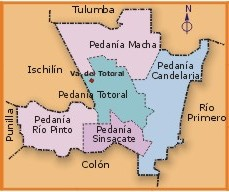 Tulumba
N
Pedanía Macha
Ischilín
Pedanía
Candelaria
Va. del Totoral
Pedanía Totoral
Río
Primero
Punilla
Pedanía
Río Pinto
Pedanía
Sinsacate
Colón